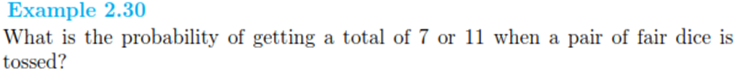 Example 2.30
What is the probability of getting a total of 7 or 11 when a pair of fair dice is
tossed?